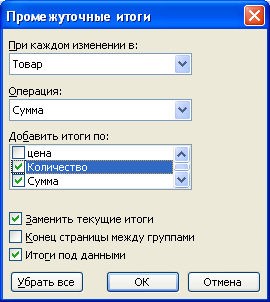 Промежуточные итоги
При каждом изменении в:
Товар
Операция:
Сумма
Добавить итоги по:
цена
Количество
Сумма
Заменить текущие итоги
Конец страницы между группами
Итоги под данными
Убрать все
ОК
Отмена